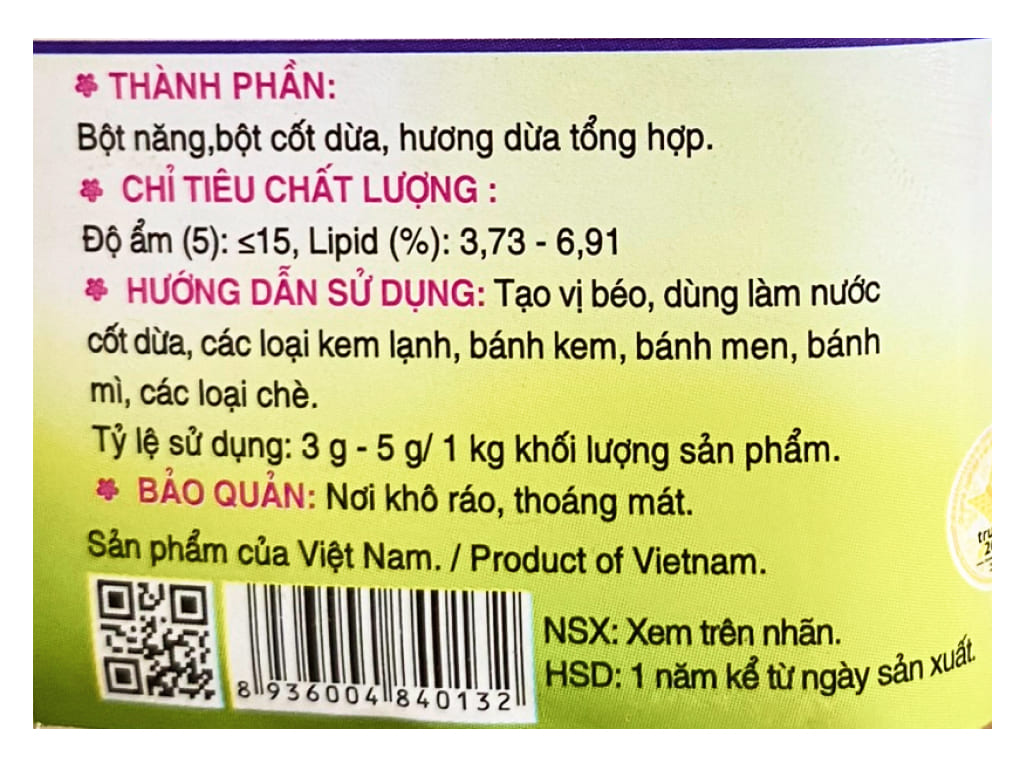 THÀNH PHẦN:
Bột năng,bột cốt dừa, hương dừa tổng hợp.
CHỈ TIÊU CHẤT LƯỢNG :
Độ ẩm (5): ≤15, Lipid (%): 3,73 - 6,91
HƯỚNG DẪN SỬ DỤNG: Tạo vị béo, dùng làm nước
cốt dừa, các loại kem lạnh, bánh kem, bánh men, bánh
mì, các loại chè.
Tỷ lệ sử dụng: 3 g - 5 g/ 1 kg khối lượng sản phẩm.
BẢO QUẢN: Nơi khô ráo, thoáng mát.
Sản phẩm của Việt Nam. / Product of Vietnam.
NSX: Xem trên nhãn.
HSD: 1 năm kể từ ngày sản xuất.
8 936004 840132